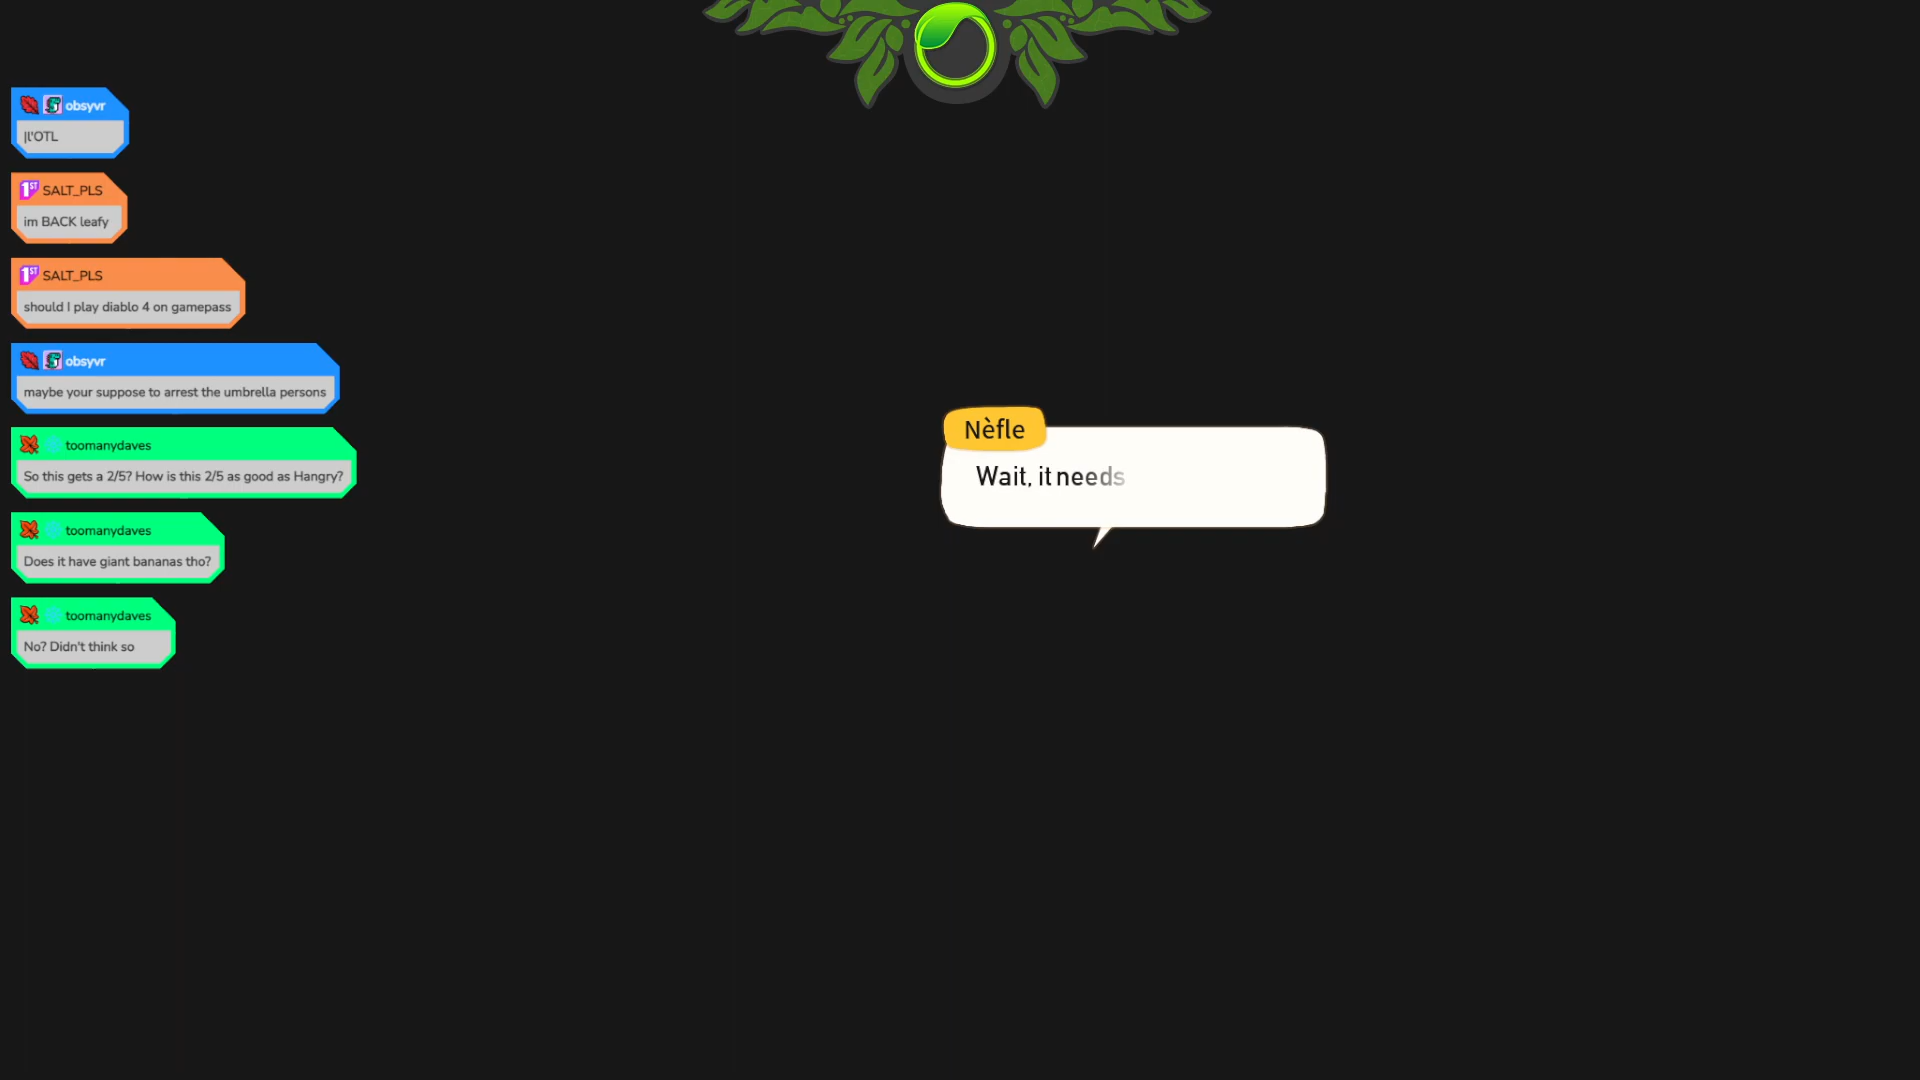 obsyvr
|l'OTL
1ST SALT_PLS
im BACK leafy
1ST SALT_PLS
should I play diablo 4 on gamepass
obsyvr
maybe your suppose to arrest the umbrella persons
toomanydaves
So this gets a 2/5? How is this 2/5 as good as Hangry?
toomanydaves
Does it have giant bananas tho?
toomanydaves
No? Didn't think so
Nèfle
Wait, it needs